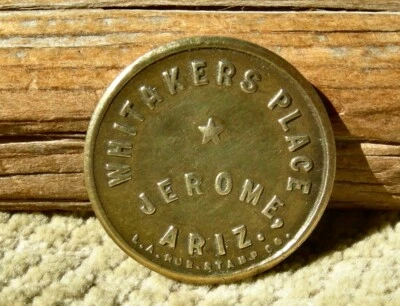 WHITAKERS PLACE
JEROME,
ARIZ.
L.A. RUB. STAMP CO.